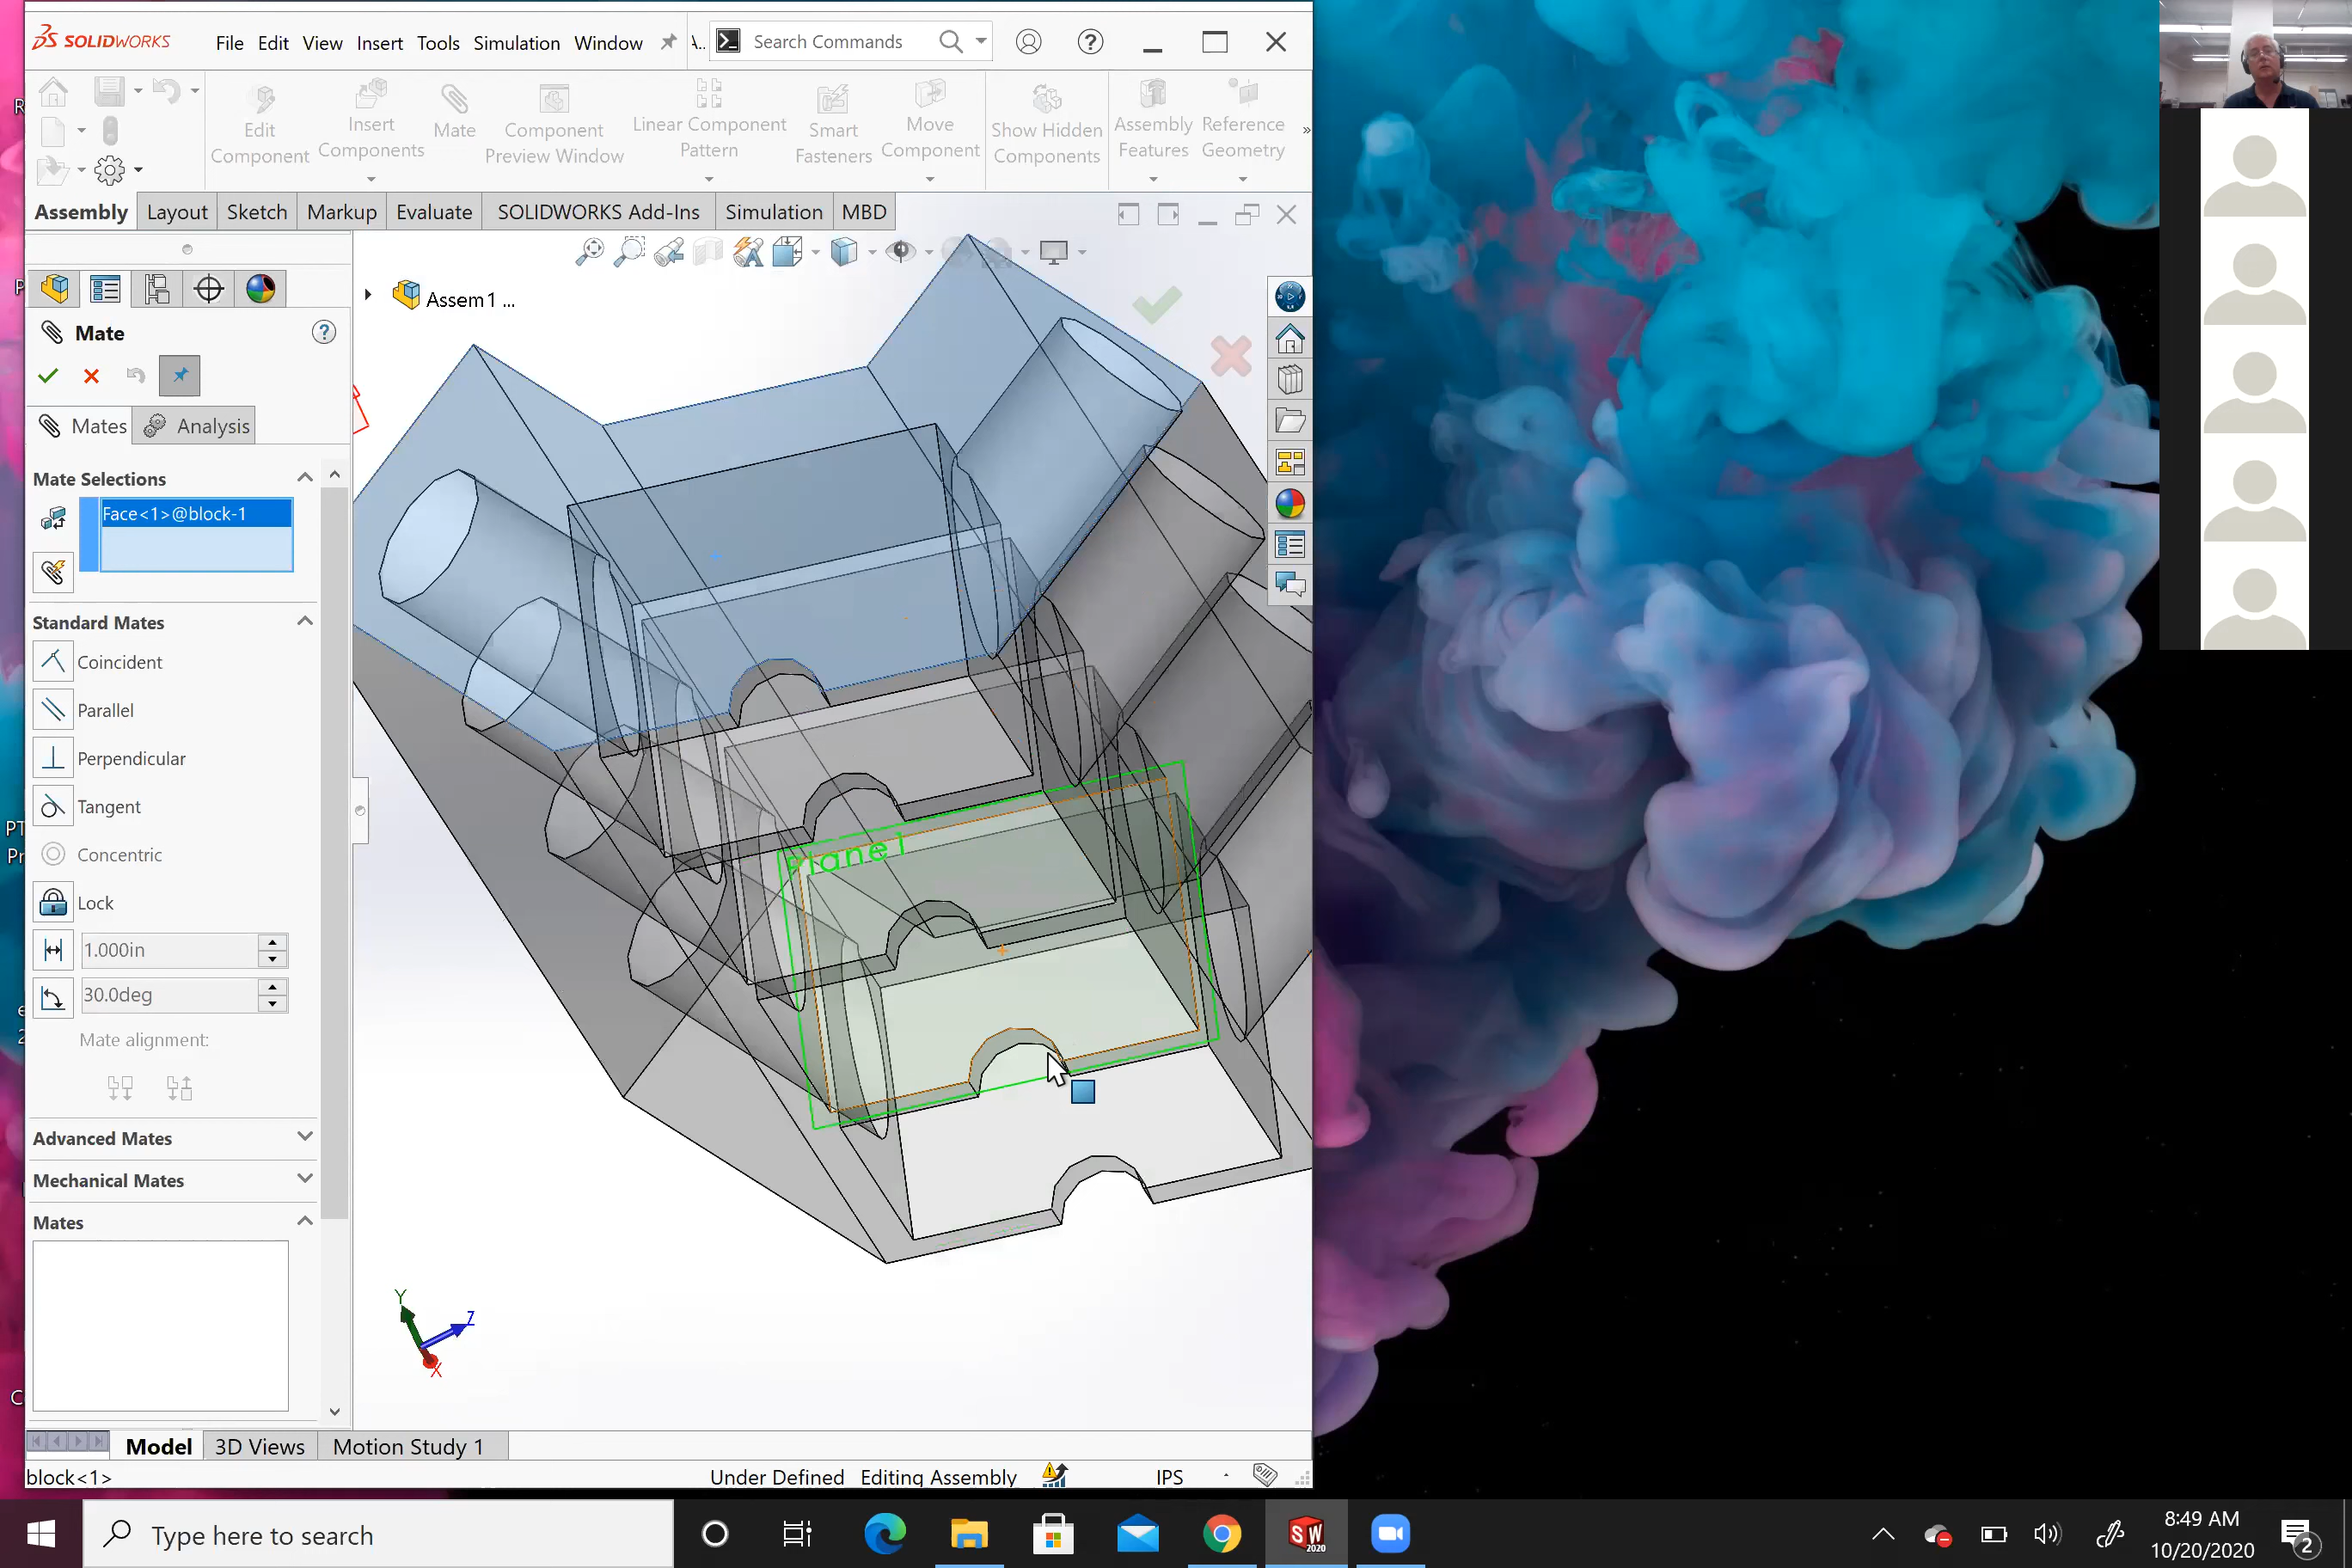 SOLIDWORKS File Edit View Insert Tools Simulation Window Search Commands
Edit Component
Insert Components
Mate
Component Preview Window
Linear Component Pattern
Smart Fasteners
Move Component
Show Hidden Components
Assembly Features
Reference Geometry
Assembly Layout Sketch Markup Evaluate SOLIDWORKS Add-Ins Simulation MBD
Assem1 ...
Mate
Mates Analysis
Mate Selections
Face<1>@block-1
Standard Mates
Coincident
Parallel
Perpendicular
Tangent
Concentric
Lock
1.000in
30.0deg
Mate alignment:
Advanced Mates
Mechanical Mates
Mates
Plane1
Y
Z
X
Model 3D Views Motion Study 1
block<1> Under Defined Editing Assembly IPS
Type here to search
SW 2020
8:49 AM
10/20/2020
2